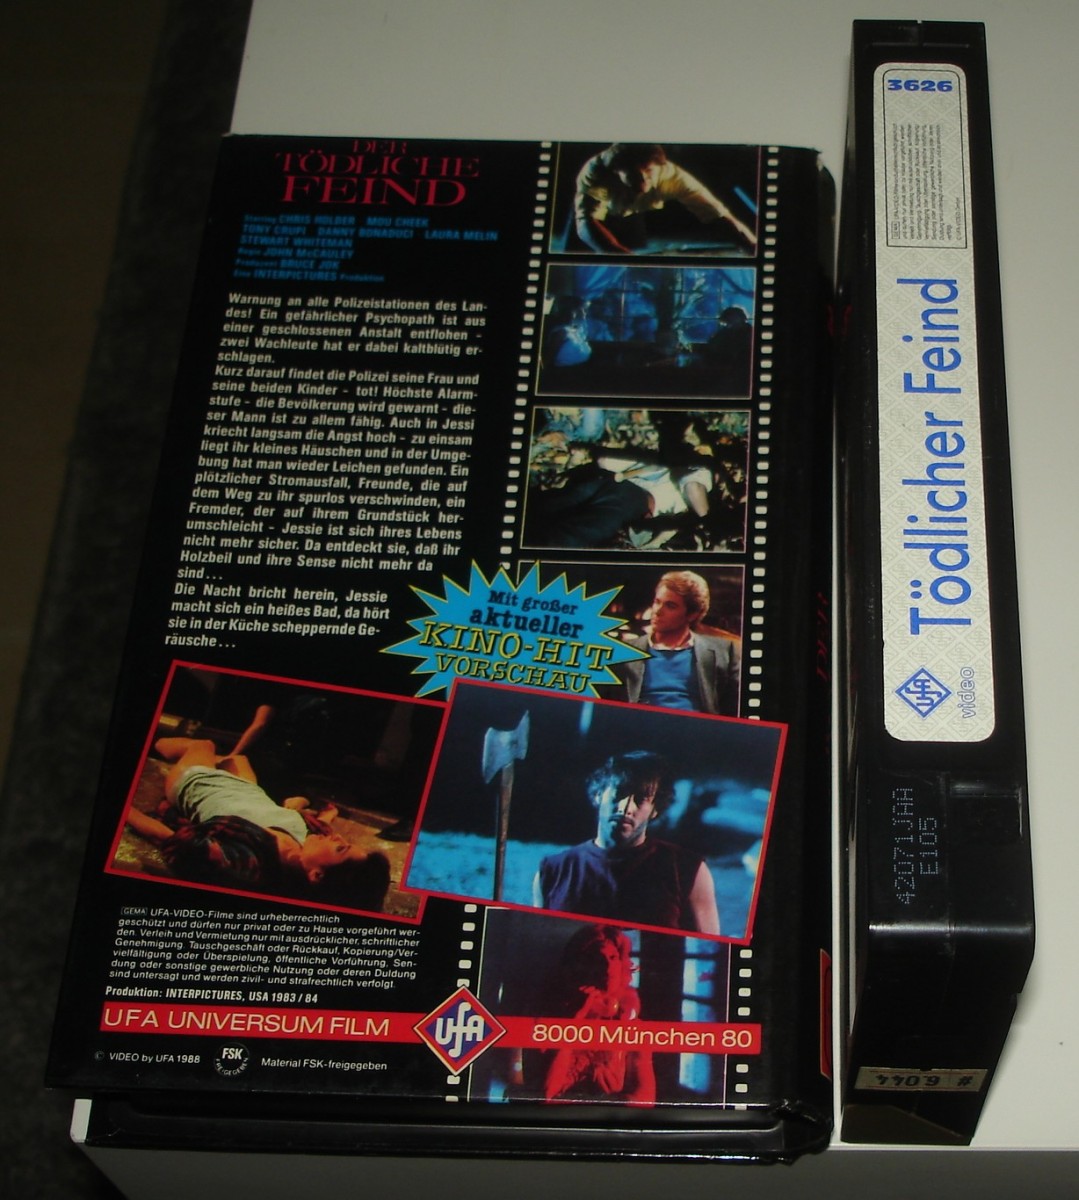 DER
TÖDLICHE
FEIND
Starring CHRIS HOLDER MOU CHEEK
TONY CRUPI DANNY BONADUCI LAURA MELIN
STEWART WHITEMAN
Regie JOHN McCAULEY
Produzent BRUCE JOK
Eine INTERPICTURES Produktion
Warnung an alle Polizeistationen des Lan-
des! Ein gefährlicher Psychopath ist aus
einer geschlossenen Anstalt entflohen -
zwei Wachleute hat er dabei kaltblütig er-
schlagen.
Kurz darauf findet die Polizei seine Frau und
seine beiden Kinder - tot! Höchste Alarm-
stufe - die Bevölkerung wird gewarnt - die-
ser Mann ist zu allem fähig. Auch in Jessi
kriecht langsam die Angst hoch - zu einsam
liegt ihr kleines Häuschen und in der Umge-
bung hat man wieder Leichen gefunden. Ein
plötzlicher Stromausfall, Freunde, die auf
dem Weg zu ihr spurlos verschwinden, ein
Fremder, der auf ihrem Grundstück her-
umschleicht - Jessie ist sich ihres Lebens
nicht mehr sicher. Da entdeckt sie, daß ihr
Holzbeil und ihre Sense nicht mehr da
sind...
Die Nacht bricht herein, Jessie
macht sich ein heißes Bad, da hört
sie in der Küche scheppernde Ge-
räusche...
Mit großer
aktueller
KINO-HIT
VORSCHAU
GEMA UFA-VIDEO-Filme sind urheberrechtlich
geschützt und dürfen nur privat oder zu Hause vorgeführt wer-
den. Verleih und Vermietung nur mit ausdrücklicher, schriftlicher
Genehmigung. Tauschgeschäft oder Rückkauf, Kopierung/Ver-
vielfältigung oder Überspielung, öffentliche Vorführung, Sen-
dung oder sonstige gewerbliche Nutzung oder deren Duldung
sind untersagt und werden zivil- und strafrechtlich verfolgt.
Produktion: INTERPICTURES, USA 1983/84
UFA UNIVERSUM FILM
UFA
8000 München 80
© VIDEO by UFA 1988
FSK
FREIGEGEBEN
Material FSK-freigegeben
3626
Tödlicher Feind
UFA
video
42071JHH
E105
# 6.044